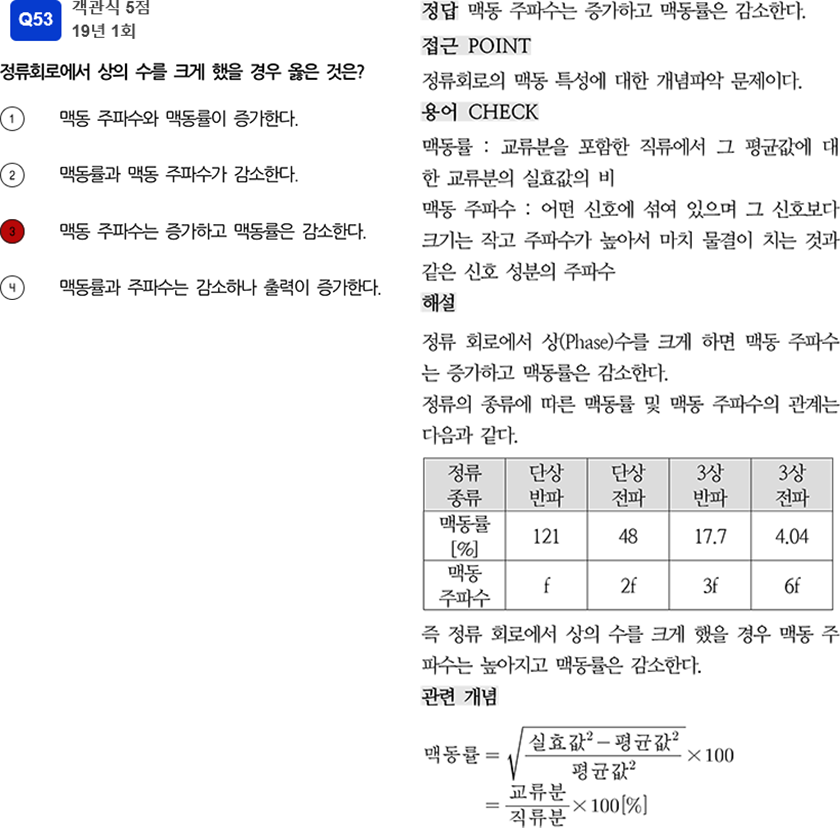 Q53
객관식 5점
19년 1회
정류회로에서 상의 수를 크게 했을 경우 옳은 것은?
1 맥동 주파수와 맥동률이 증가한다.
2 맥동률과 맥동 주파수가 감소한다.
3 맥동 주파수는 증가하고 맥동률은 감소한다.
4 맥동률과 주파수는 감소하나 출력이 증가한다.
정답 맥동 주파수는 증가하고 맥동률은 감소한다.
접근 POINT
정류회로의 맥동 특성에 대한 개념파악 문제이다.
용어 CHECK
맥동률 : 교류분을 포함한 직류에서 그 평균값에 대
한 교류분의 실효값의 비
맥동 주파수 : 어떤 신호에 섞여 있으며 그 신호보다
크기는 작고 주파수가 높아서 마치 물결이 치는 것과
같은 신호 성분의 주파수
해설
정류 회로에서 상(Phase)수를 크게 하면 맥동 주파수
는 증가하고 맥동률은 감소한다.
정류의 종류에 따른 맥동률 및 맥동 주파수의 관계는
다음과 같다.
정류 단상 단상 3상 3상
종류 반파 전파 반파 전파
맥동률
[%] 121 48 17.7 4.04
맥동
주파수 f 2f 3f 6f
즉 정류 회로에서 상의 수를 크게 했을 경우 맥동 주
파수는 높아지고 맥동률은 감소한다.
관련 개념
맥동률 = √((실효값² − 평균값²) / 평균값²) × 100
= 교류분 / 직류분 × 100[%]